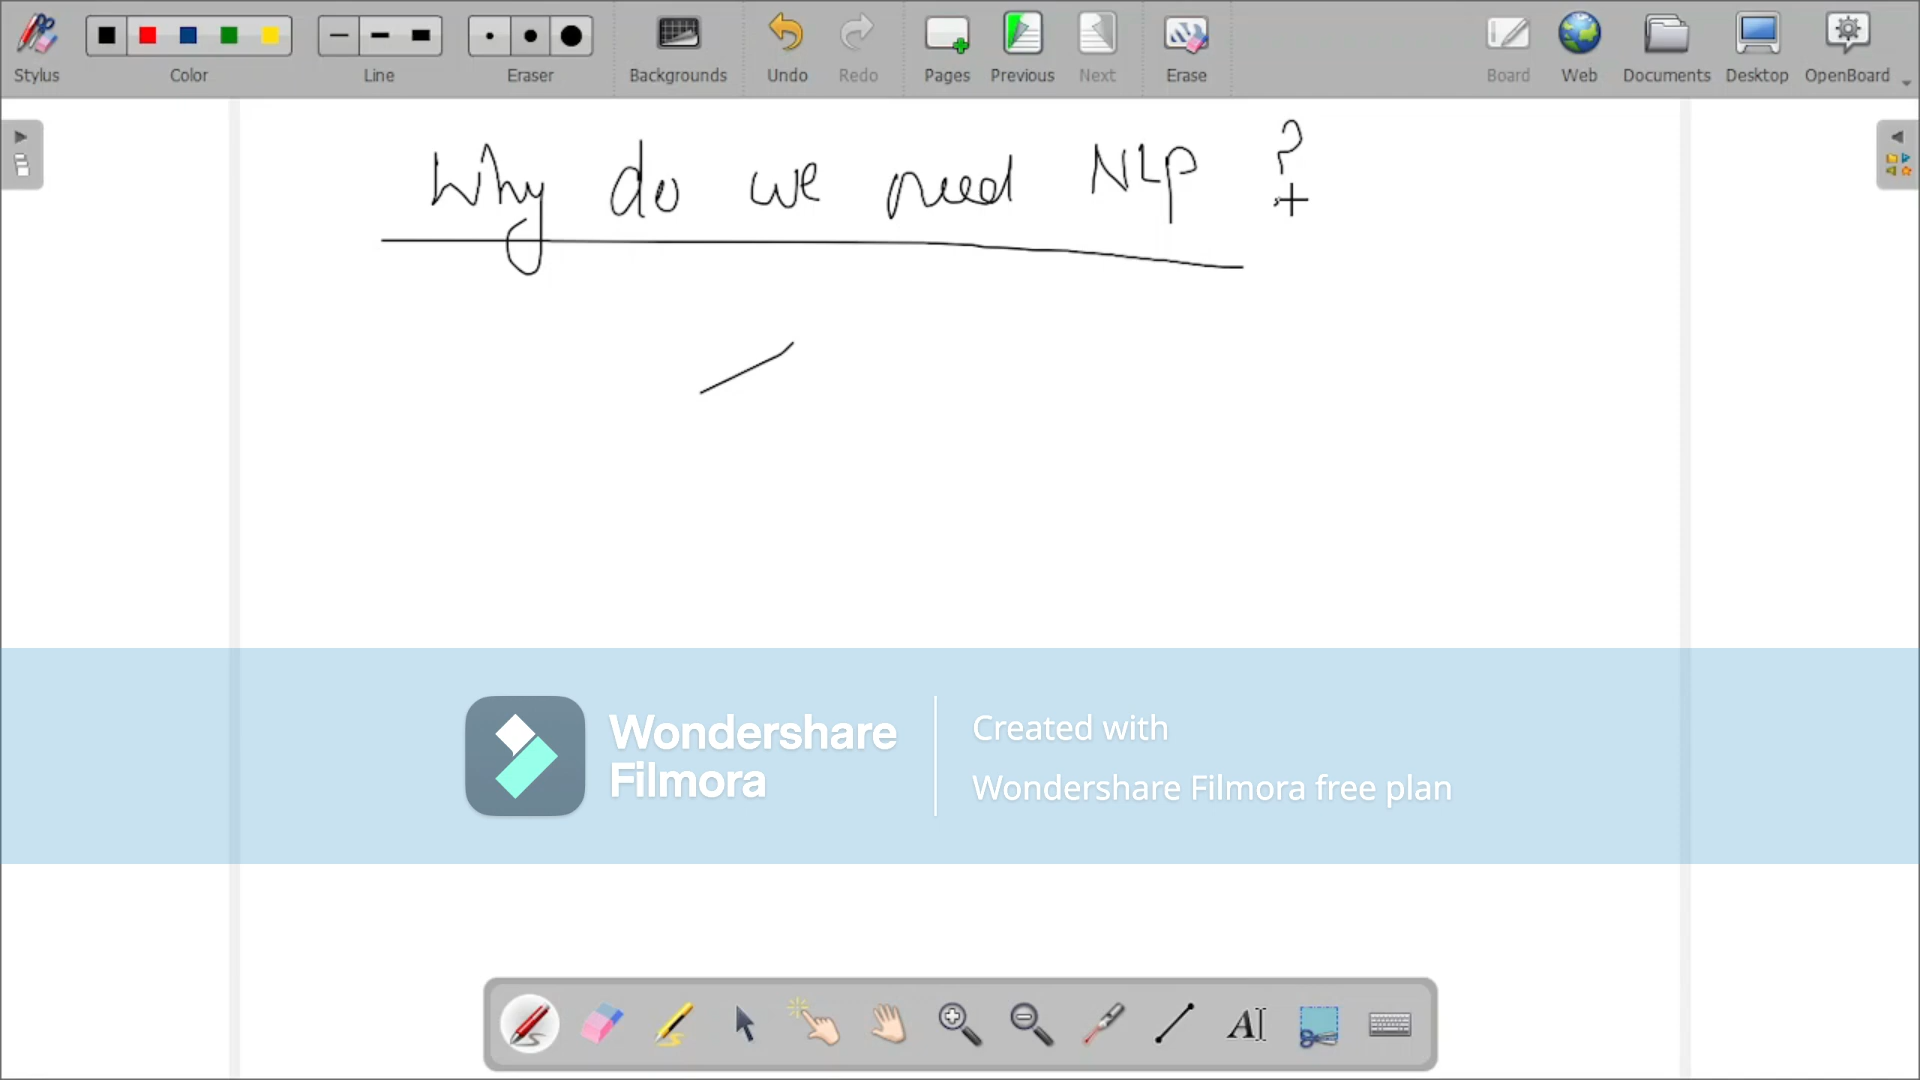 Stylus Color Line Eraser Backgrounds Undo Redo Pages Previous Next Erase Board Web Documents Desktop OpenBoard
Why do we need NLP ?
Wondershare
Filmora
Created with
Wondershare Filmora free plan